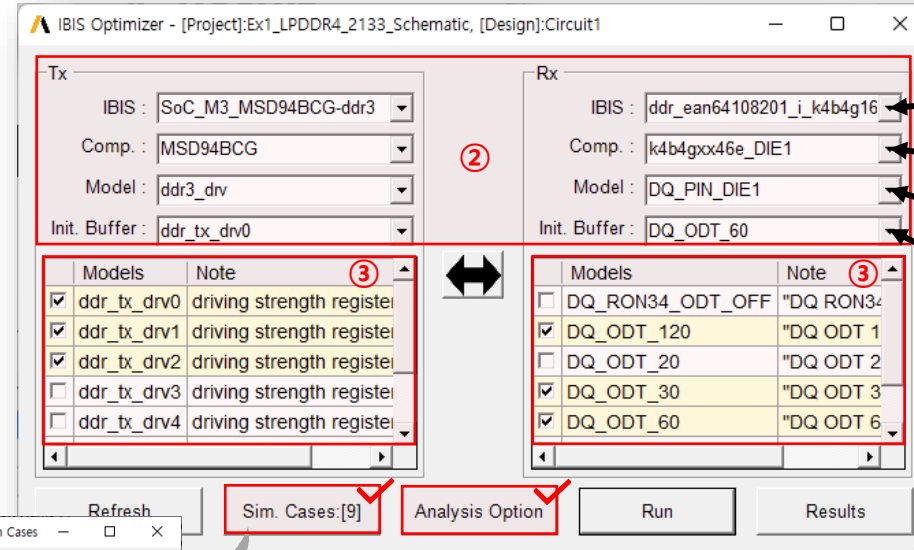 IBIS Optimizer - [Project]:Ex1_LPDDR4_2133_Schematic, [Design]:Circuit1
Tx
IBIS : SoC_M3_MSD94BCG-ddr3
Comp. : MSD94BCG
Model : ddr3_drv
Init. Buffer : ddr_tx_drv0
②
Rx
IBIS : ddr_ean64108201_i_k4b4g16
Comp. : k4b4gxx46e_DIE1
Model : DQ_PIN_DIE1
Init. Buffer : DQ_ODT_60
Models Note ③
ddr_tx_drv0 driving strength register
ddr_tx_drv1 driving strength register
ddr_tx_drv2 driving strength register
ddr_tx_drv3 driving strength register
ddr_tx_drv4 driving strength register
Models Note ③
DQ_RON34_ODT_OFF "DQ RON34
DQ_ODT_120 "DQ ODT 1
DQ_ODT_20 "DQ ODT 2
DQ_ODT_30 "DQ ODT 3
DQ_ODT_60 "DQ ODT 6
Refresh Sim. Cases:[9] Analysis Option Run Results
Cases